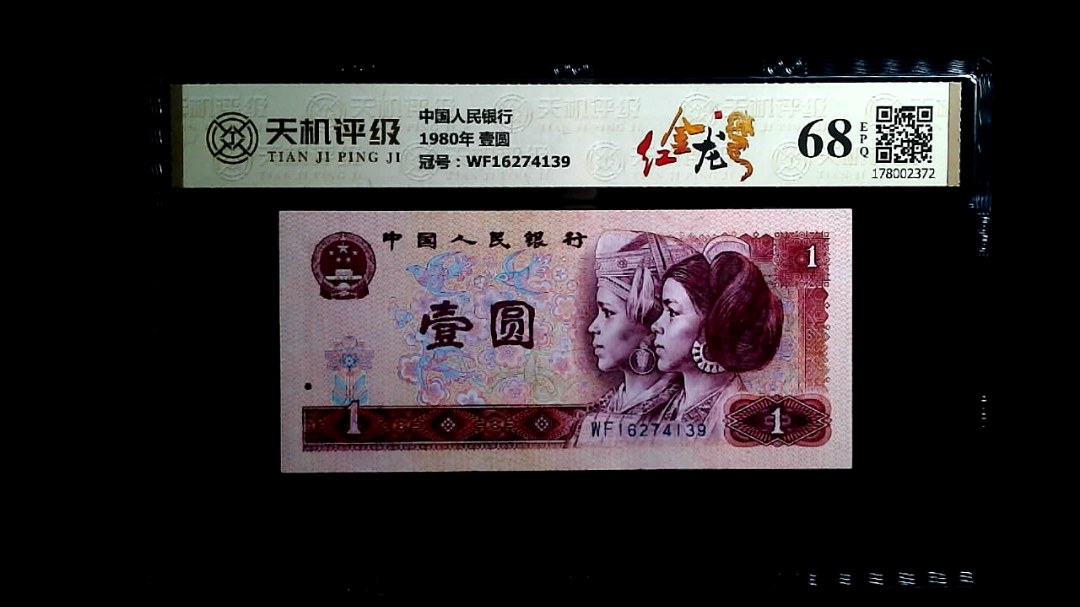 天机评级
TIAN JI PING JI
中国人民银行
1980年 壹圆
冠号：WF16274139
红金龙
68
EPQ
178002372
中国人民银行
1
壹圆
1
WF16274139
1